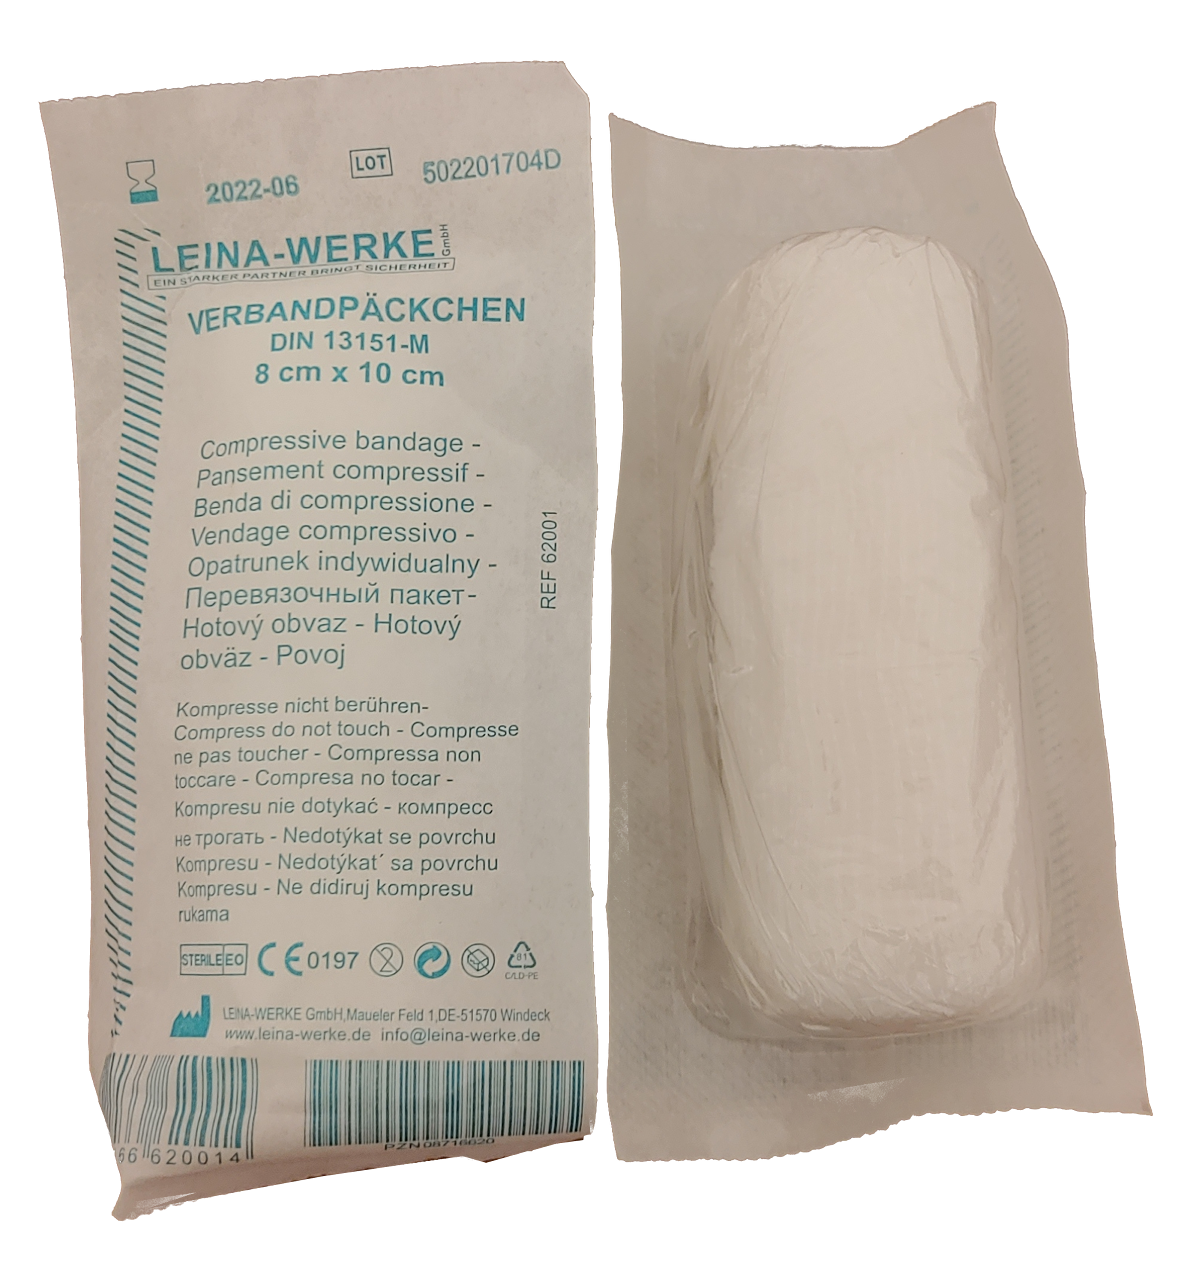 2022-06 LOT 502201704D
LEINA-WERKE GmbH
EIN STARKER PARTNER BRINGT SICHERHEIT
VERBANDPÄCKCHEN
DIN 13151-M
8 cm x 10 cm
Compressive bandage -
Pansement compressif -
Benda di compressione -
Vendage compressivo -
Opatrunek indywidualny -
Перевязочный пакет-
Hotový obvaz - Hotový
obväz - Povoj
REF 62001
Kompresse nicht berühren-
Compress do not touch - Compresse
ne pas toucher - Compressa non
toccare - Compresa no tocar -
Kompresu nie dotykać - компресс
не трогать - Nedotýkat se povrchu
Kompresu - Nedotýkat´ sa povrchu
Kompresu - Ne didiruj kompresu
rukama
STERILE EO CE 0197 2 81
C/LD-PE
LEINA-WERKE GmbH,Maueler Feld 1,DE-51570 Windeck
www.leina-werke.de info@leina-werke.de
PZN 08716620
66 620014